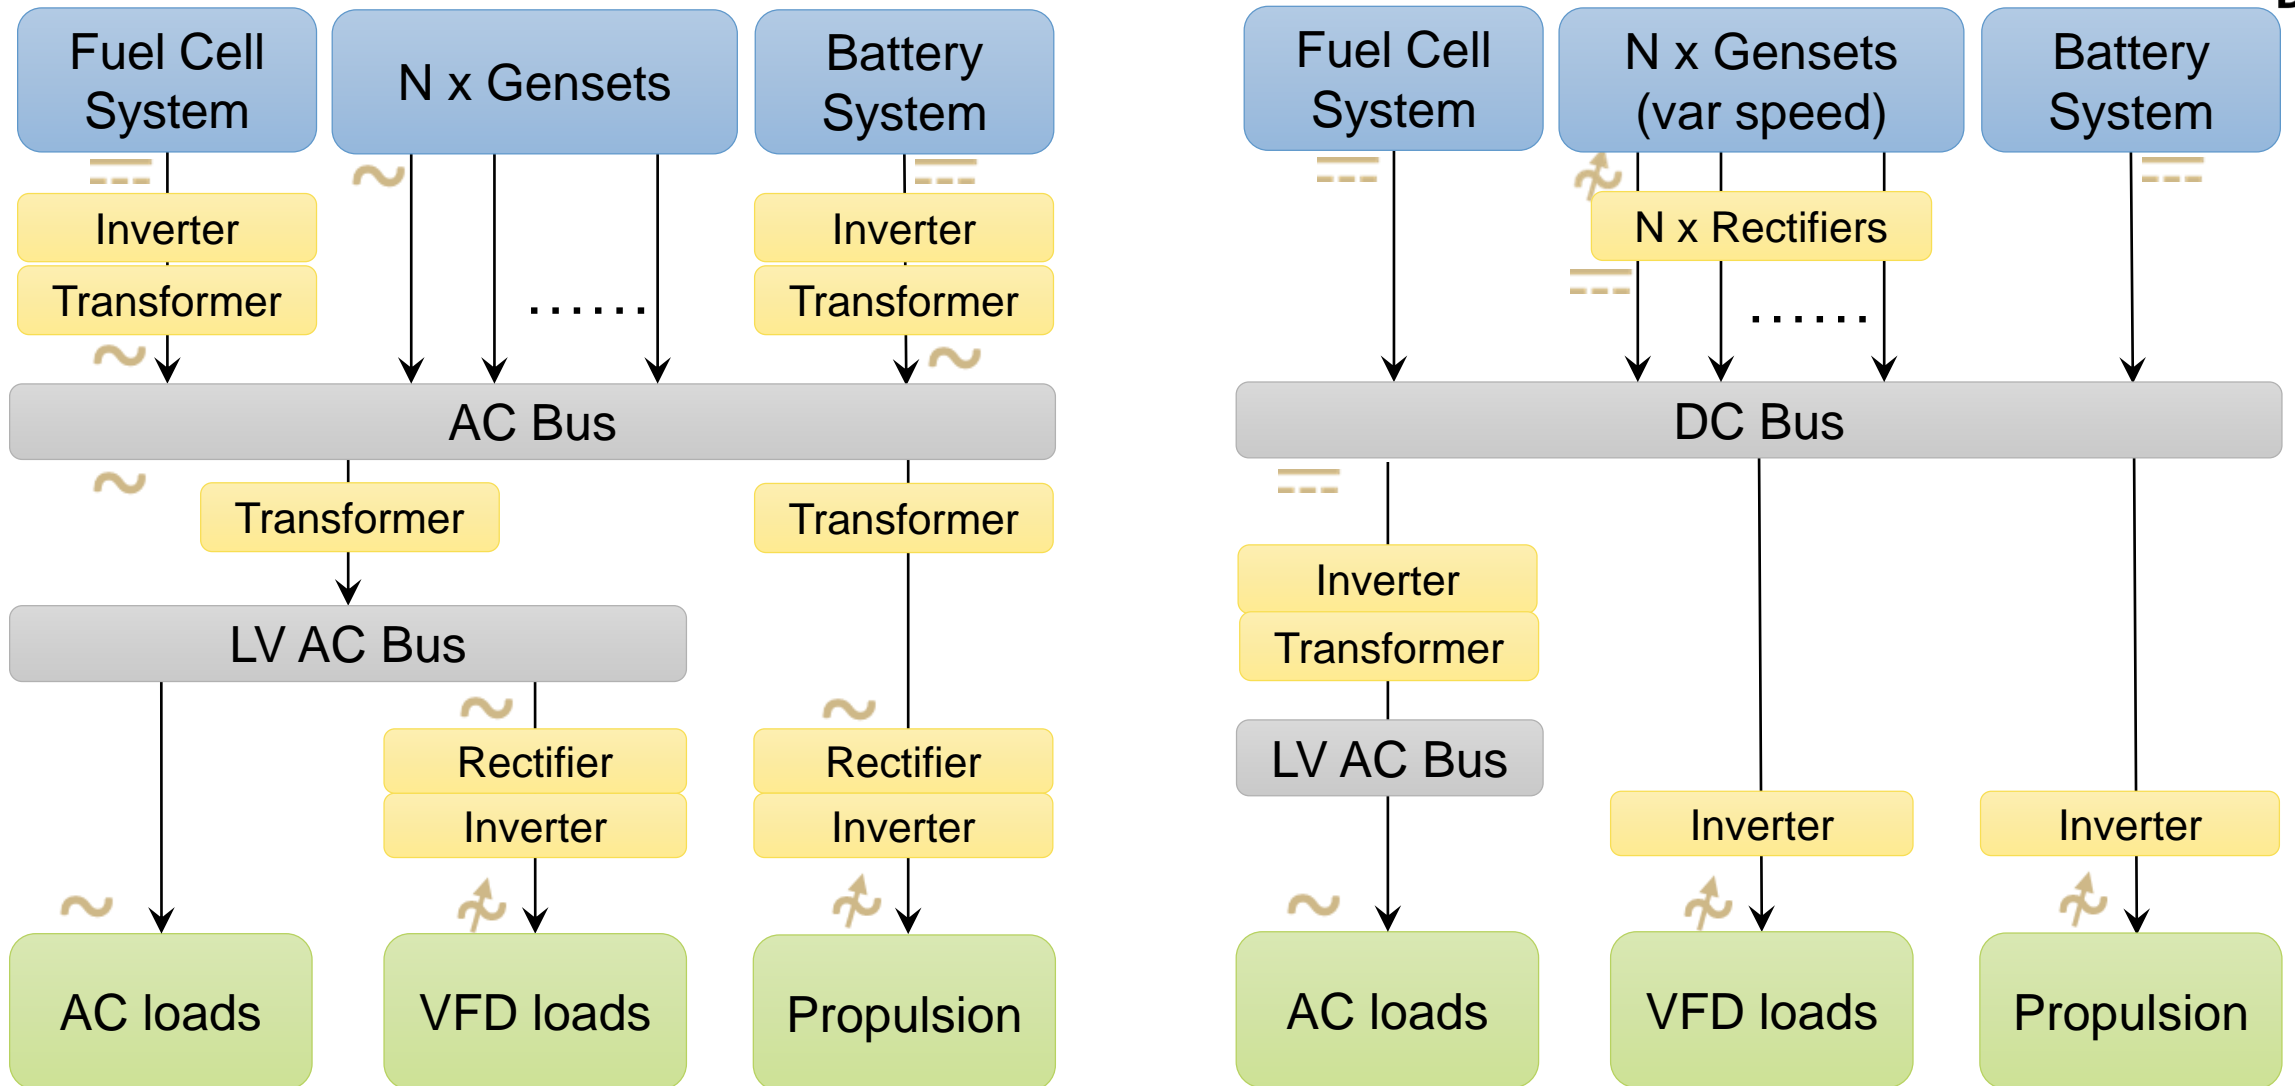 Fuel Cell
System
N x Gensets
Battery
System
Inverter
Transformer
Inverter
Transformer
......
AC Bus
Transformer
Transformer
LV AC Bus
Rectifier
Inverter
Rectifier
Inverter
AC loads
VFD loads
Propulsion
Fuel Cell
System
N x Gensets
(var speed)
Battery
System
N x Rectifiers
......
DC Bus
Inverter
Transformer
LV AC Bus
Inverter
Inverter
AC loads
VFD loads
Propulsion